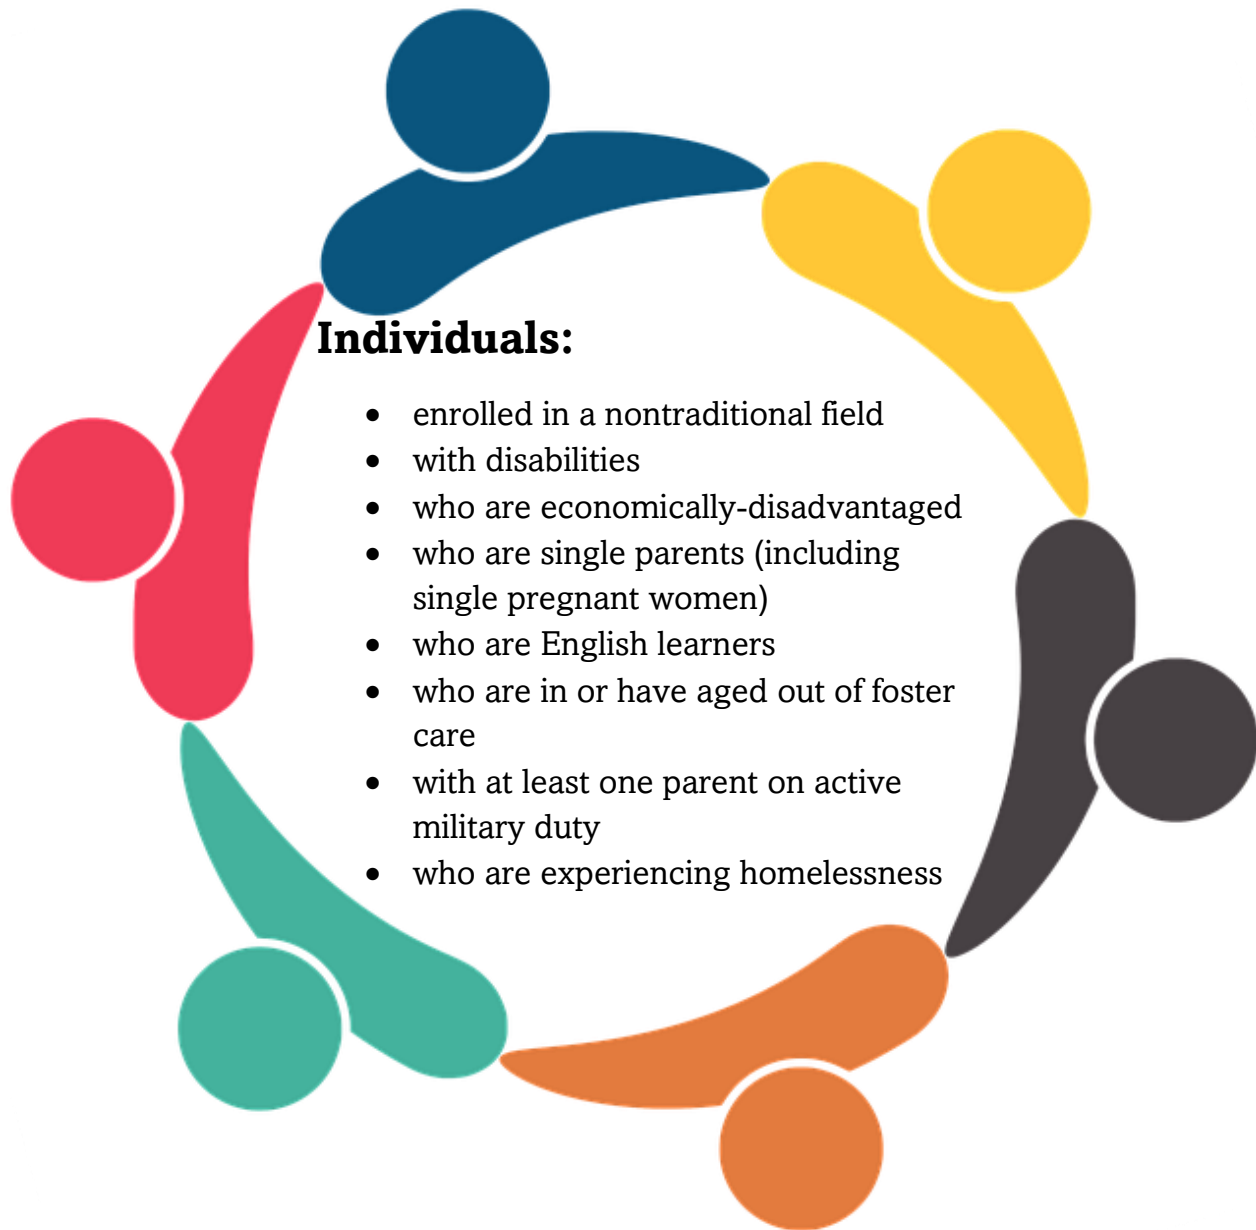 Individuals:
• enrolled in a nontraditional field
• with disabilities
• who are economically-disadvantaged
• who are single parents (including
single pregnant women)
• who are English learners
• who are in or have aged out of foster
care
• with at least one parent on active
military duty
• who are experiencing homelessness